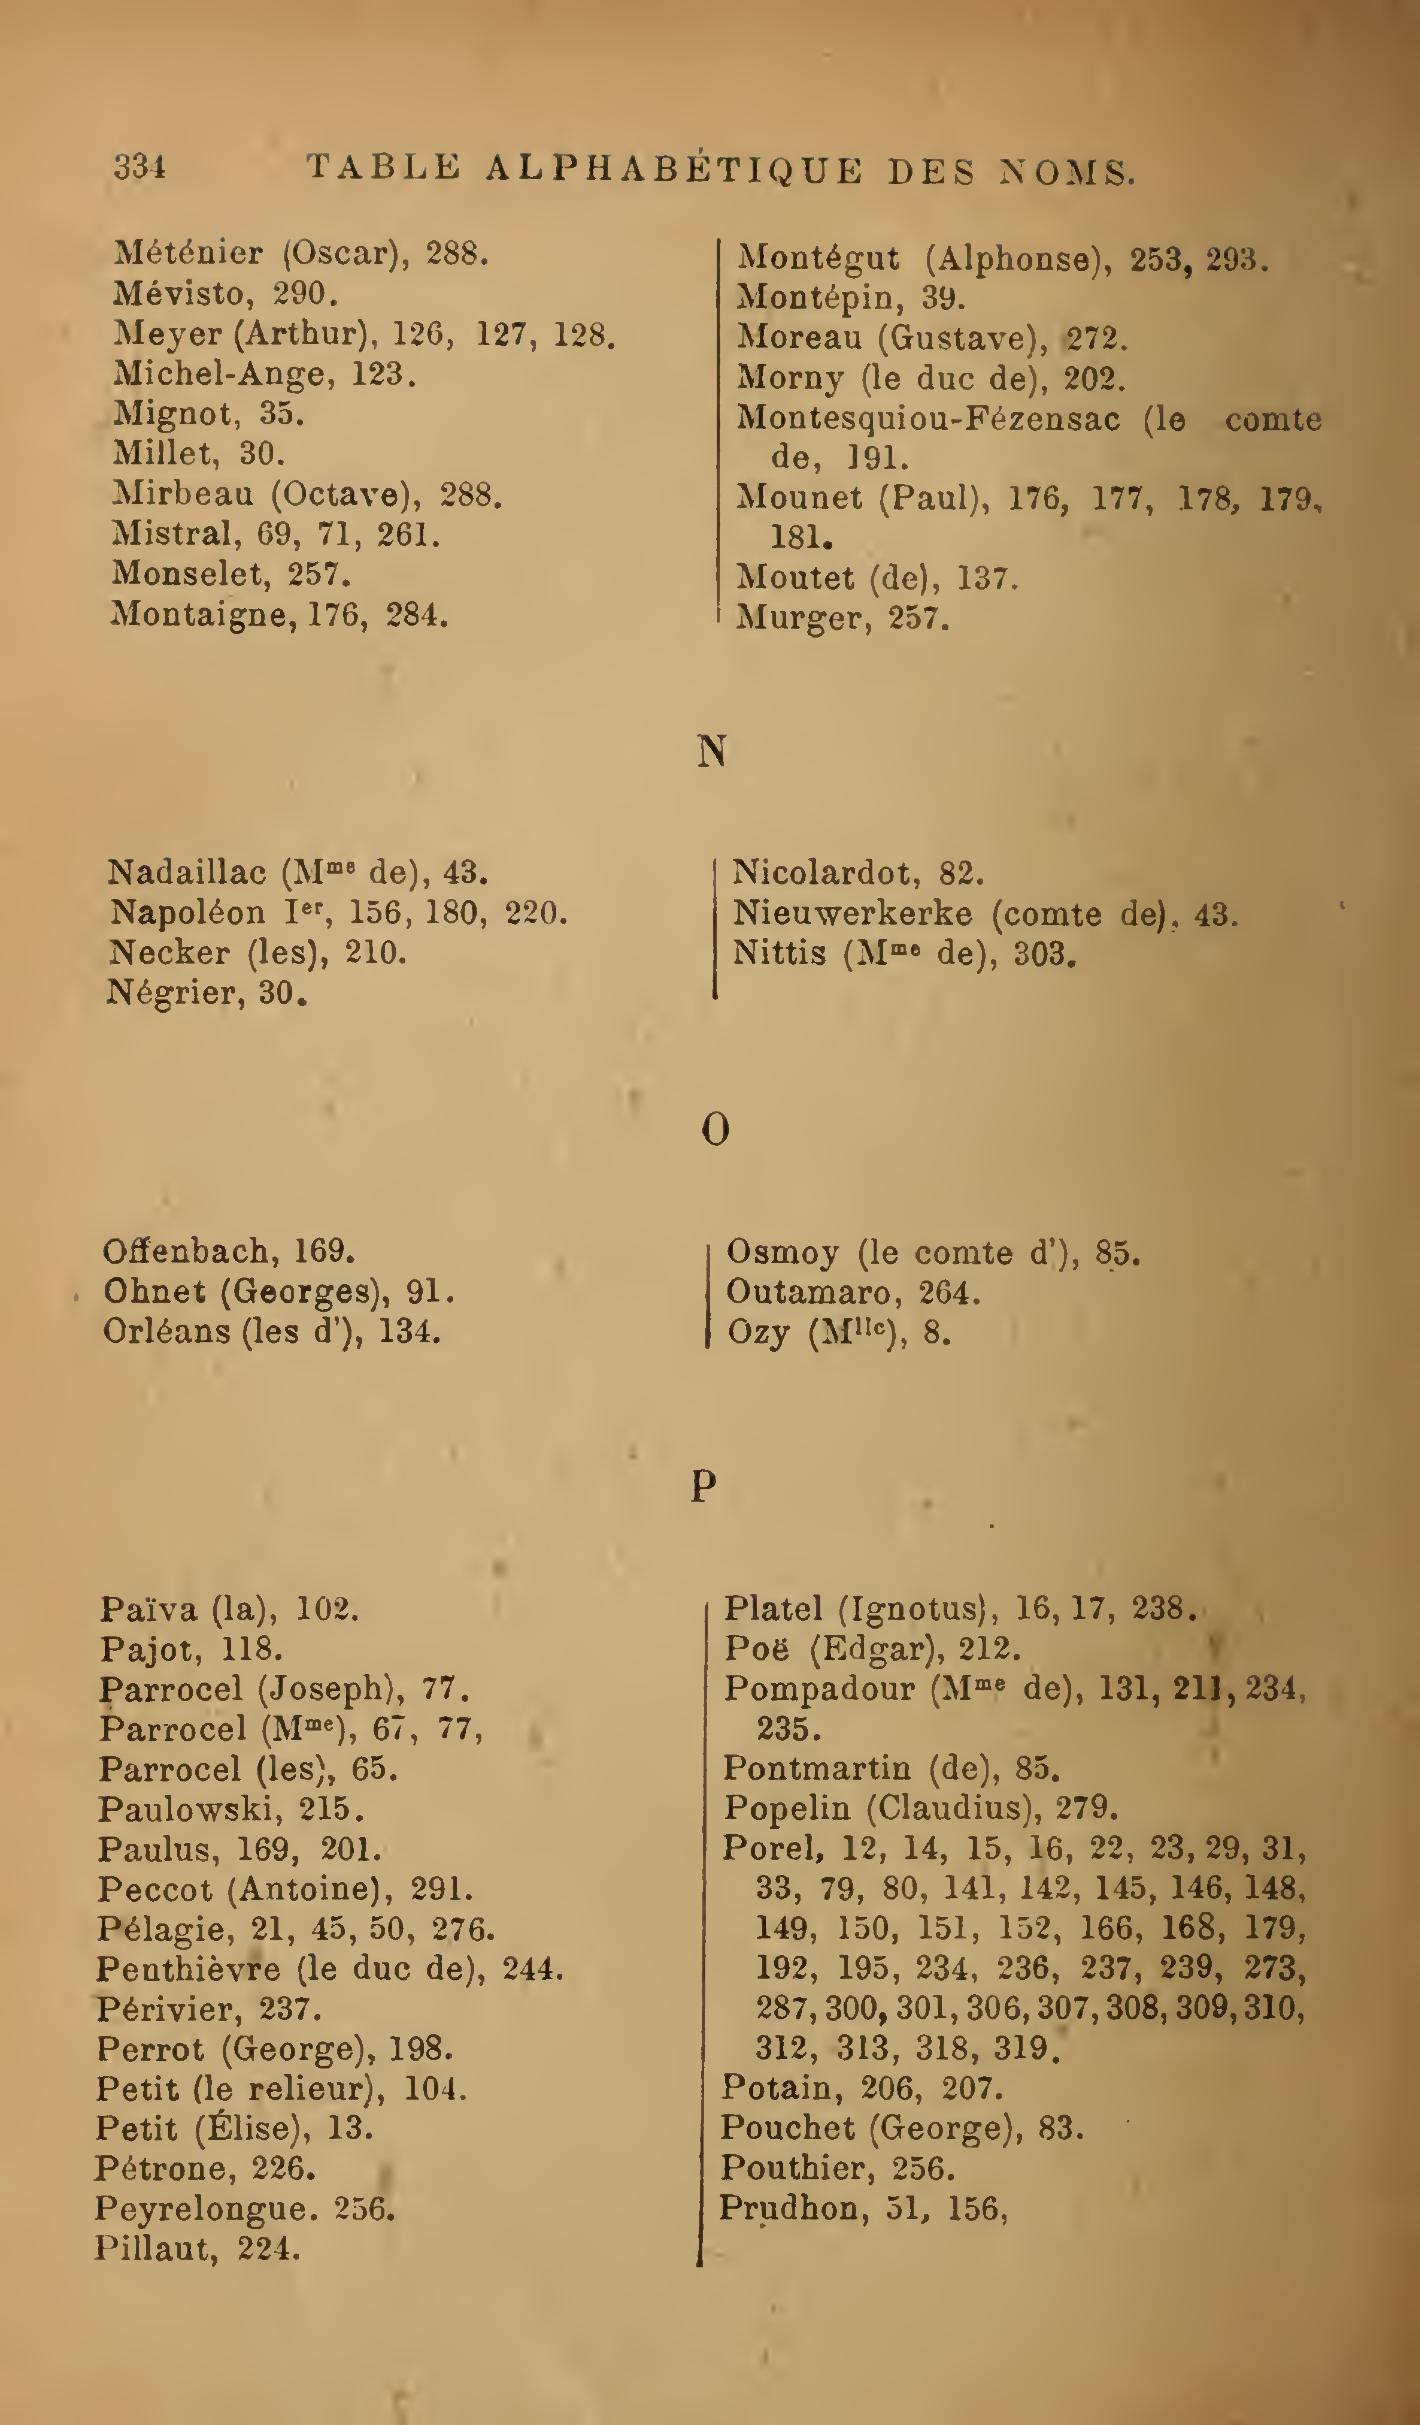 334 TABLE ALPHABÉTIQUE DES NOMS.
Méténier (Oscar), 288.
Mévisto, 290.
Meyer (Arthur), 126, 127, 128.
Michel-Ange, 123.
Mignot, 35.
Millet, 30.
Mirbeau (Octave), 288.
Mistral, 69, 71, 261.
Monselet, 257.
Montaigne, 176, 284.
Montégut (Alphonse), 253, 293.
Montépin, 39.
Moreau (Gustave), 272.
Morny (le duc de), 202.
Montesquiou-Fézensac (le comte
de, 191.
Mounet (Paul), 176, 177, 178, 179,
181.
Moutet (de), 137.
Murger, 257.
N
Nadaillac (Mme de), 43.
Napoléon Ier, 156, 180, 220.
Necker (les), 210.
Négrier, 30.
Nicolardot, 82.
Nieuwerkerke (comte de), 43.
Nittis (Mme de), 303.
O
Offenbach, 169.
Ohnet (Georges), 91.
Orléans (les d'), 134.
Osmoy (le comte d'), 85.
Outamaro, 264.
Ozy (Mlle), 8.
P
Païva (la), 102.
Pajot, 118.
Parrocel (Joseph), 77.
Parrocel (Mme), 67, 77,
Parrocel (les), 65.
Paulowski, 215.
Paulus, 169, 201.
Peccot (Antoine), 291.
Pélagie, 21, 45, 50, 276.
Penthièvre (le duc de), 244.
Périvier, 237.
Perrot (George), 198.
Petit (le relieur), 104.
Petit (Élise), 13.
Pétrone, 226.
Peyrelongue. 256.
Pillaut, 224.
Platel (Ignotus), 16, 17, 238.
Poë (Edgar), 212.
Pompadour (Mme de), 131, 211, 234,
235.
Pontmartin (de), 85.
Popelin (Claudius), 279.
Porel, 12, 14, 15, 16, 22, 23, 29, 31,
33, 79, 80, 141, 142, 145, 146, 148,
149, 150, 151, 152, 166, 168, 179,
192, 195, 234, 236, 237, 239, 273,
287, 300, 301, 306, 307, 308, 309, 310,
312, 313, 318, 319.
Potain, 206, 207.
Pouchet (George), 83.
Pouthier, 256.
Prudhon, 51, 156,